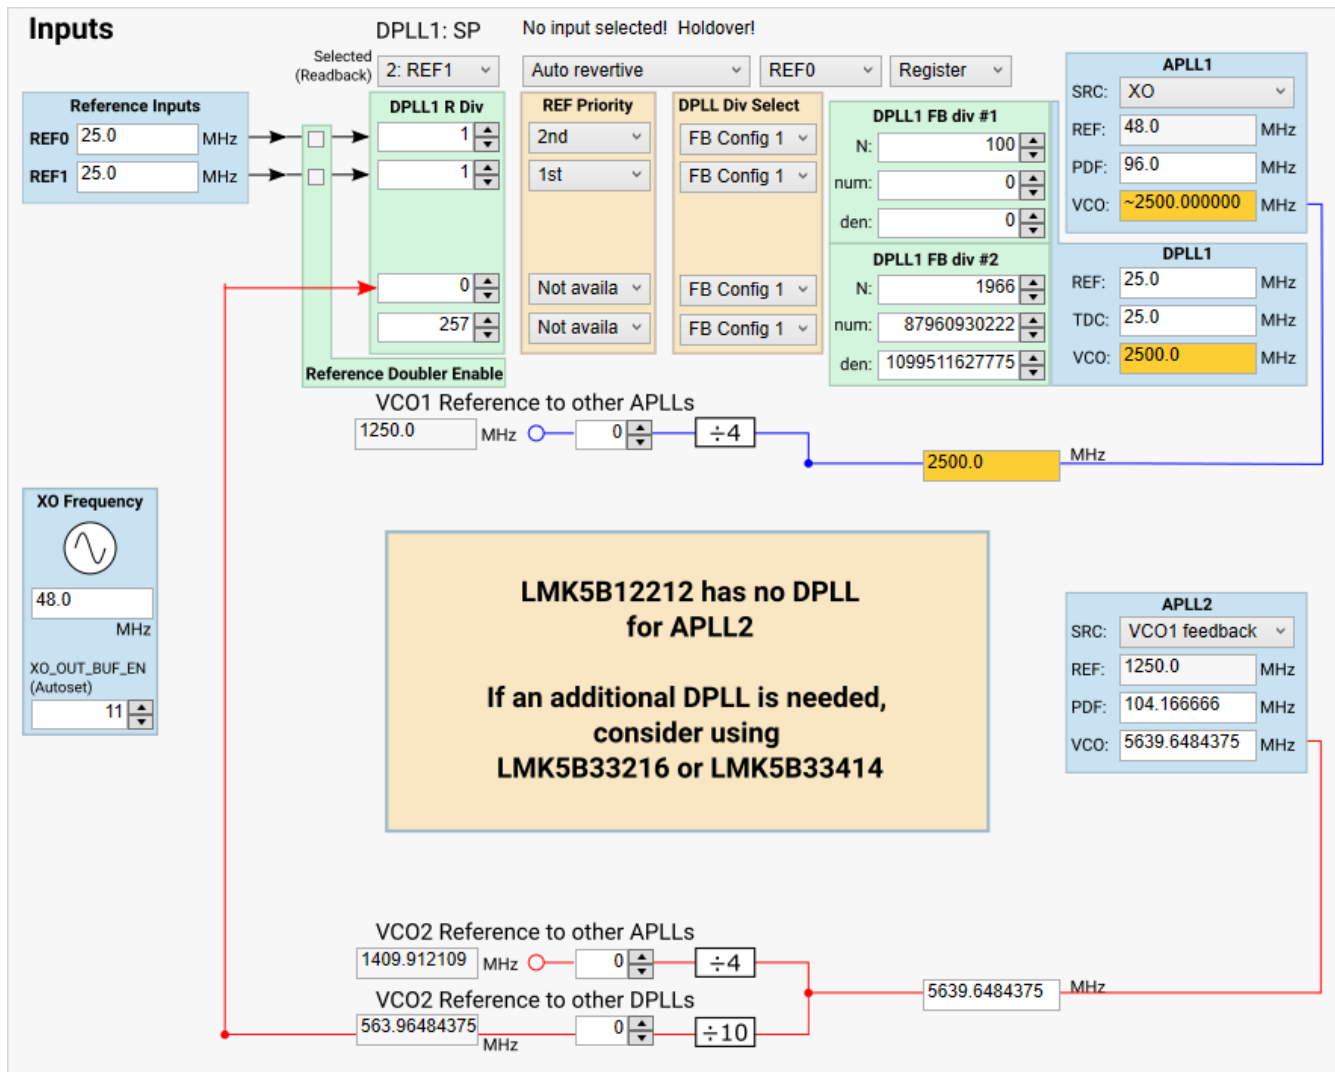 Inputs
DPLL1: SP
No input selected!  Holdover!
Selected
(Readback)
2: REF1
Auto revertive
REF0
Register
Reference Inputs
REF0 25.0 MHz
REF1 25.0 MHz
DPLL1 R Div
1
1
0
257
Reference Doubler Enable
REF Priority
2nd
1st
Not availa
Not availa
DPLL Div Select
FB Config 1
FB Config 1
FB Config 1
FB Config 1
DPLL1 FB div #1
N: 100
num: 0
den: 0
DPLL1 FB div #2
N: 1966
num: 87960930222
den: 1099511627775
APLL1
SRC: XO
REF: 48.0 MHz
PDF: 96.0 MHz
VCO: ~2500.000000 MHz
DPLL1
REF: 25.0 MHz
TDC: 25.0 MHz
VCO: 2500.0 MHz
VCO1 Reference to other APLLs
1250.0 MHz 0 ÷4
2500.0 MHz
XO Frequency
48.0
MHz
XO_OUT_BUF_EN
(Autoset)
11
LMK5B12212 has no DPLL
for APLL2
If an additional DPLL is needed,
consider using
LMK5B33216 or LMK5B33414
APLL2
SRC: VCO1 feedback
REF: 1250.0 MHz
PDF: 104.166666 MHz
VCO: 5639.6484375 MHz
VCO2 Reference to other APLLs
1409.912109 MHz 0 ÷4
5639.6484375 MHz
VCO2 Reference to other DPLLs
563.96484375 MHz 0 ÷10